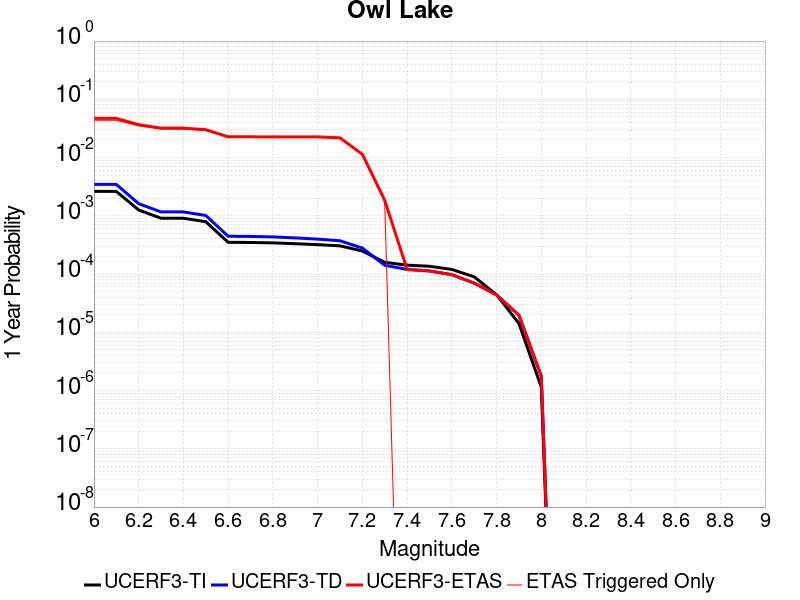 Owl Lake
10^0
10^-1
10^-2
10^-3
10^-4
10^-5
10^-6
10^-7
10^-8
1 Year Probability
6 6.2 6.4 6.6 6.8 7 7.2 7.4 7.6 7.8 8 8.2 8.4 8.6 8.8 9
Magnitude
UCERF3-TI UCERF3-TD UCERF3-ETAS ETAS Triggered Only